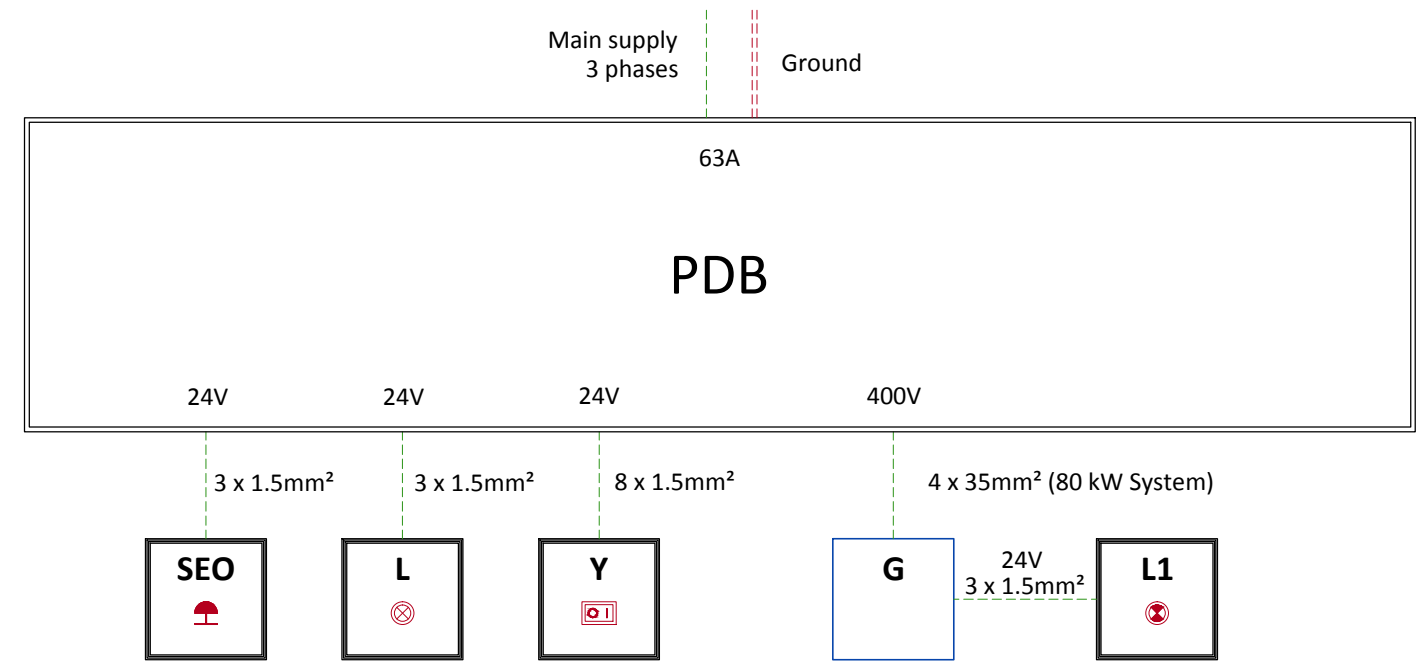 Main supply
3 phases
Ground
63A
PDB
24V
24V
24V
400V
3 x 1.5mm²
3 x 1.5mm²
8 x 1.5mm²
4 x 35mm² (80 kW System)
SEO
L
Y
G
24V
3 x 1.5mm²
L1